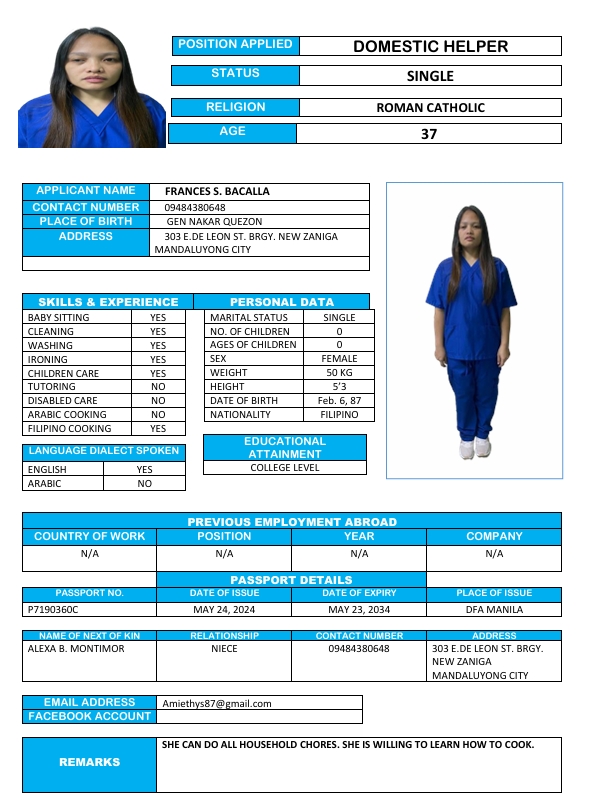 POSITION APPLIED DOMESTIC HELPER
STATUS SINGLE
RELIGION ROMAN CATHOLIC
AGE 37
APPLICANT NAME FRANCES S. BACALLA
CONTACT NUMBER 09484380648
PLACE OF BIRTH GEN NAKAR QUEZON
ADDRESS 303 E.DE LEON ST. BRGY. NEW ZANIGA
MANDALUYONG CITY
SKILLS & EXPERIENCE
BABY SITTING YES
CLEANING YES
WASHING YES
IRONING YES
CHILDREN CARE YES
TUTORING NO
DISABLED CARE NO
ARABIC COOKING NO
FILIPINO COOKING YES
LANGUAGE DIALECT SPOKEN
ENGLISH YES
ARABIC NO
PERSONAL DATA
MARITAL STATUS SINGLE
NO. OF CHILDREN 0
AGES OF CHILDREN 0
SEX FEMALE
WEIGHT 50 KG
HEIGHT 5’3
DATE OF BIRTH Feb. 6, 87
NATIONALITY FILIPINO
EDUCATIONAL
ATTAINMENT
COLLEGE LEVEL
PREVIOUS EMPLOYMENT ABROAD
COUNTRY OF WORK POSITION YEAR COMPANY
N/A N/A N/A N/A
PASSPORT DETAILS
PASSPORT NO. DATE OF ISSUE DATE OF EXPIRY PLACE OF ISSUE
P7190360C MAY 24, 2024 MAY 23, 2034 DFA MANILA
NAME OF NEXT OF KIN RELATIONSHIP CONTACT NUMBER ADDRESS
ALEXA B. MONTIMOR NIECE 09484380648 303 E.DE LEON ST. BRGY.
NEW ZANIGA
MANDALUYONG CITY
EMAIL ADDRESS Amiethys87@gmail.com
FACEBOOK ACCOUNT
REMARKS SHE CAN DO ALL HOUSEHOLD CHORES. SHE IS WILLING TO LEARN HOW TO COOK.